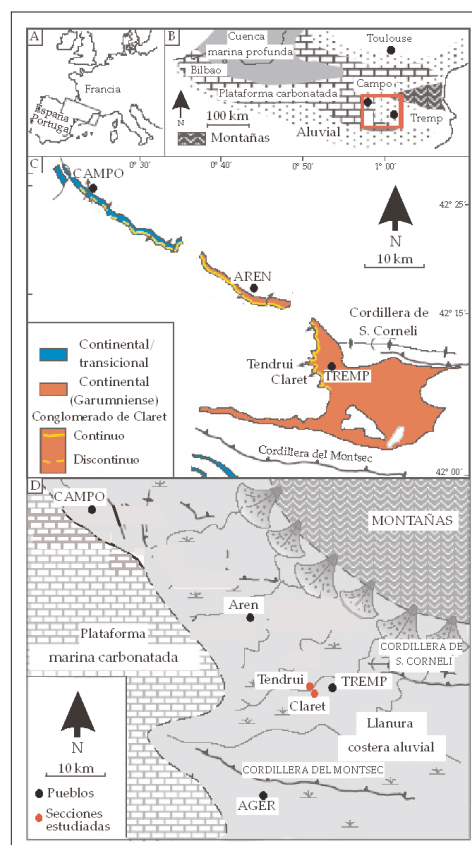 A
Francia
España
Portugal
B
Cuenca
marina profunda
Toulouse
Bilbao
Campo
Plataforma carbonatada
N
100 km
Aluvial
Tremp
Montañas
C
0° 30
0° 40
0° 50
1° 00
CAMPO
42° 25
N
10 km
AREN
42° 15
Cordillera de
S. Corneli
Tendrui
Claret
TREMP
Continental/
transicional
Continental
(Garumniense)
Conglomerado de Claret
Continuo
Discontinuo
Cordillera del Montsec
42° 00
D
CAMPO
MONTAÑAS
Aren
Plataforma
marina carbonatada
CORDILLERA DE
S. CORNELI
Tendrui
TREMP
Claret
N
10 km
Llanura
costera aluvial
CORDILLERA DEL MONTSEC
Pueblos
AGER
Secciones
estudiadas